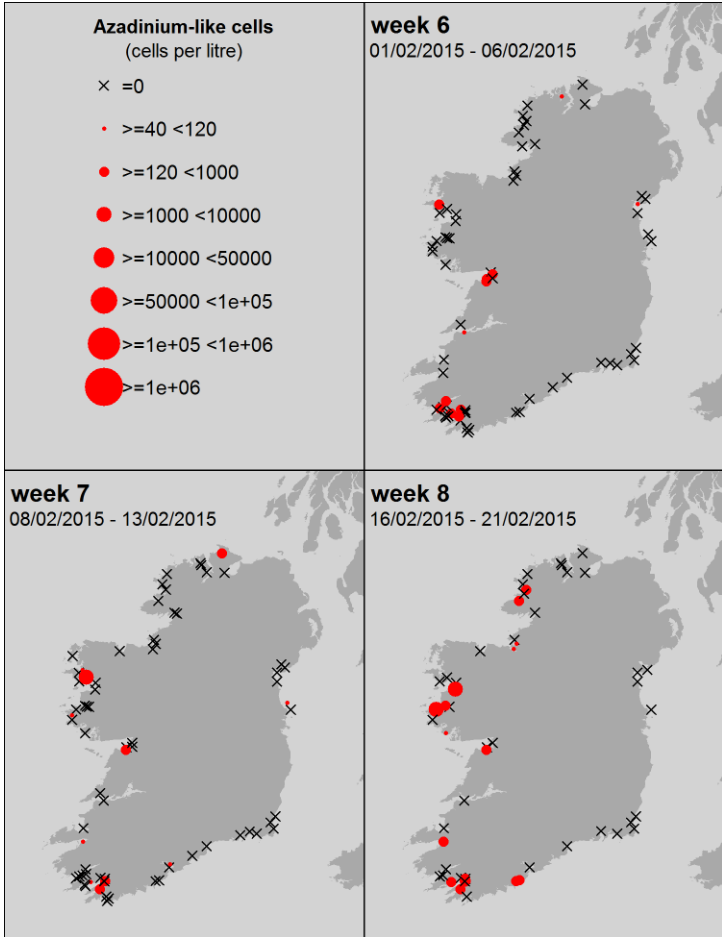 Azadinium-like cells
(cells per litre)
=0
>=40 <120
>=120 <1000
>=1000 <10000
>=10000 <50000
>=50000 <1e+05
>=1e+05 <1e+06
>=1e+06
week 6
01/02/2015 - 06/02/2015
week 7
08/02/2015 - 13/02/2015
week 8
16/02/2015 - 21/02/2015